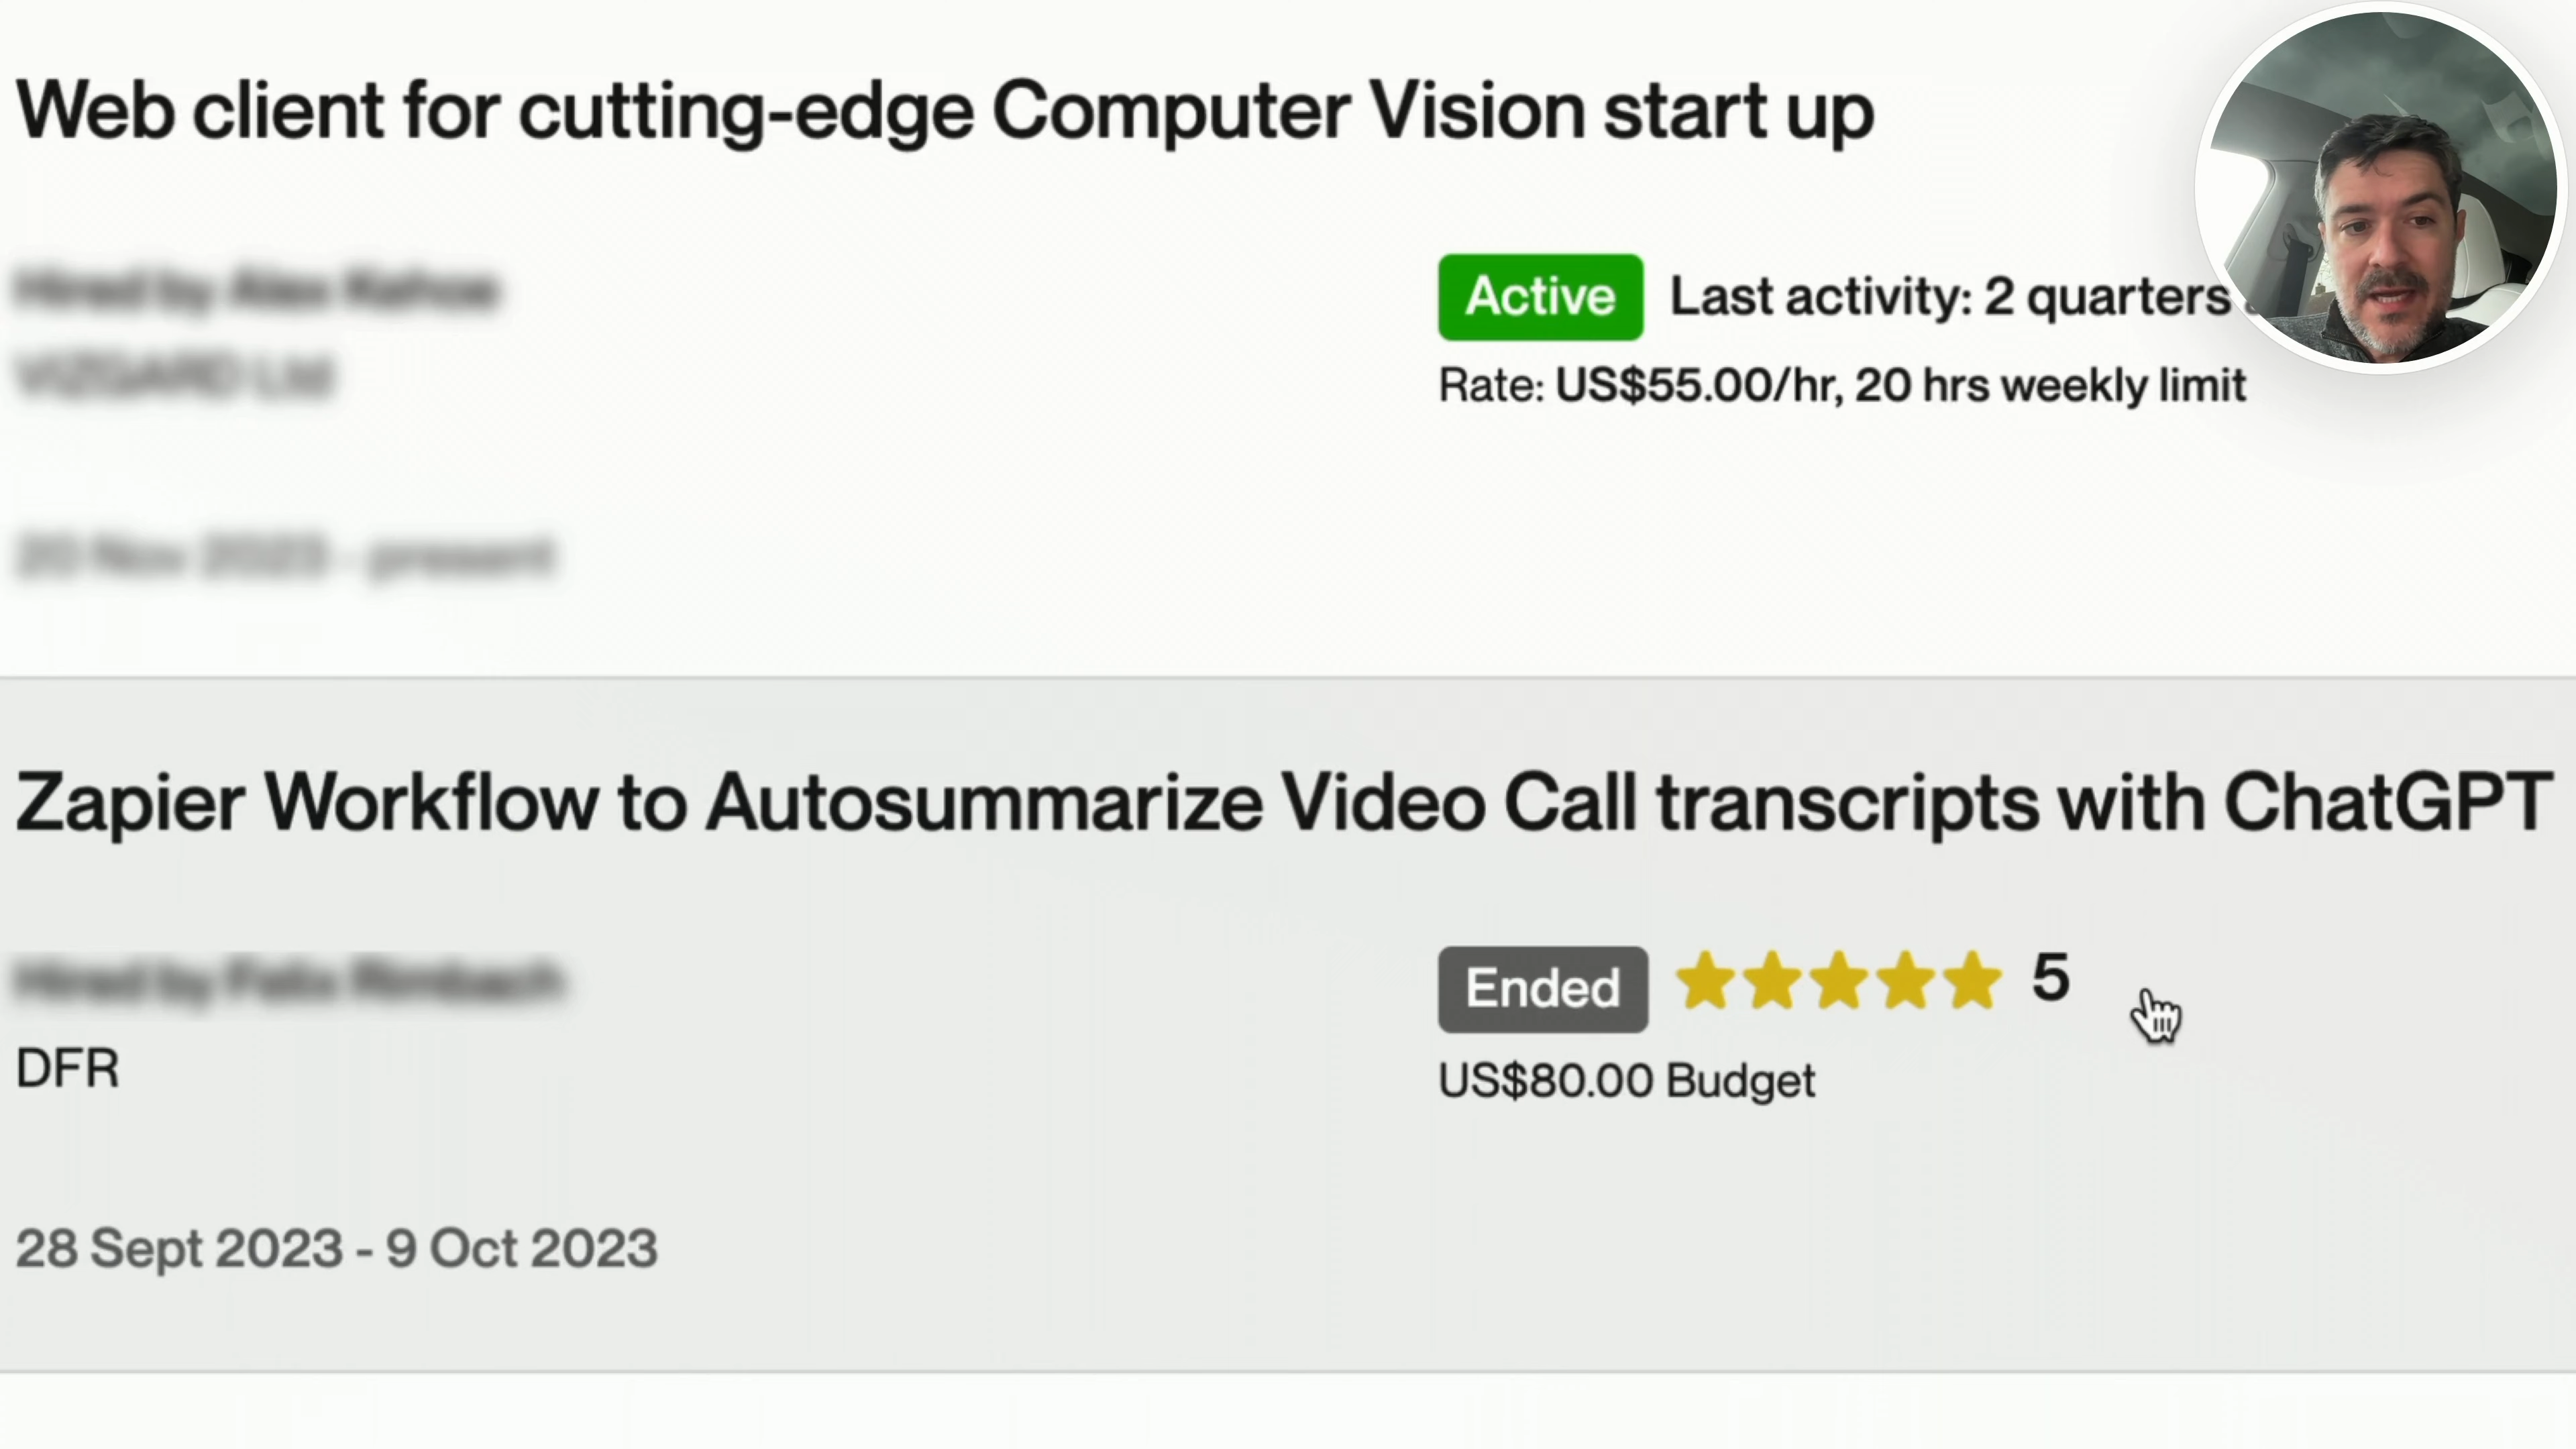 Web client for cutting-edge Computer Vision start up
Active Last activity: 2 quarters
Rate: US$55.00/hr, 20 hrs weekly limit
Zapier Workflow to Autosummarize Video Call transcripts with ChatGPT
Ended 5
DFR
US$80.00 Budget
28 Sept 2023 - 9 Oct 2023